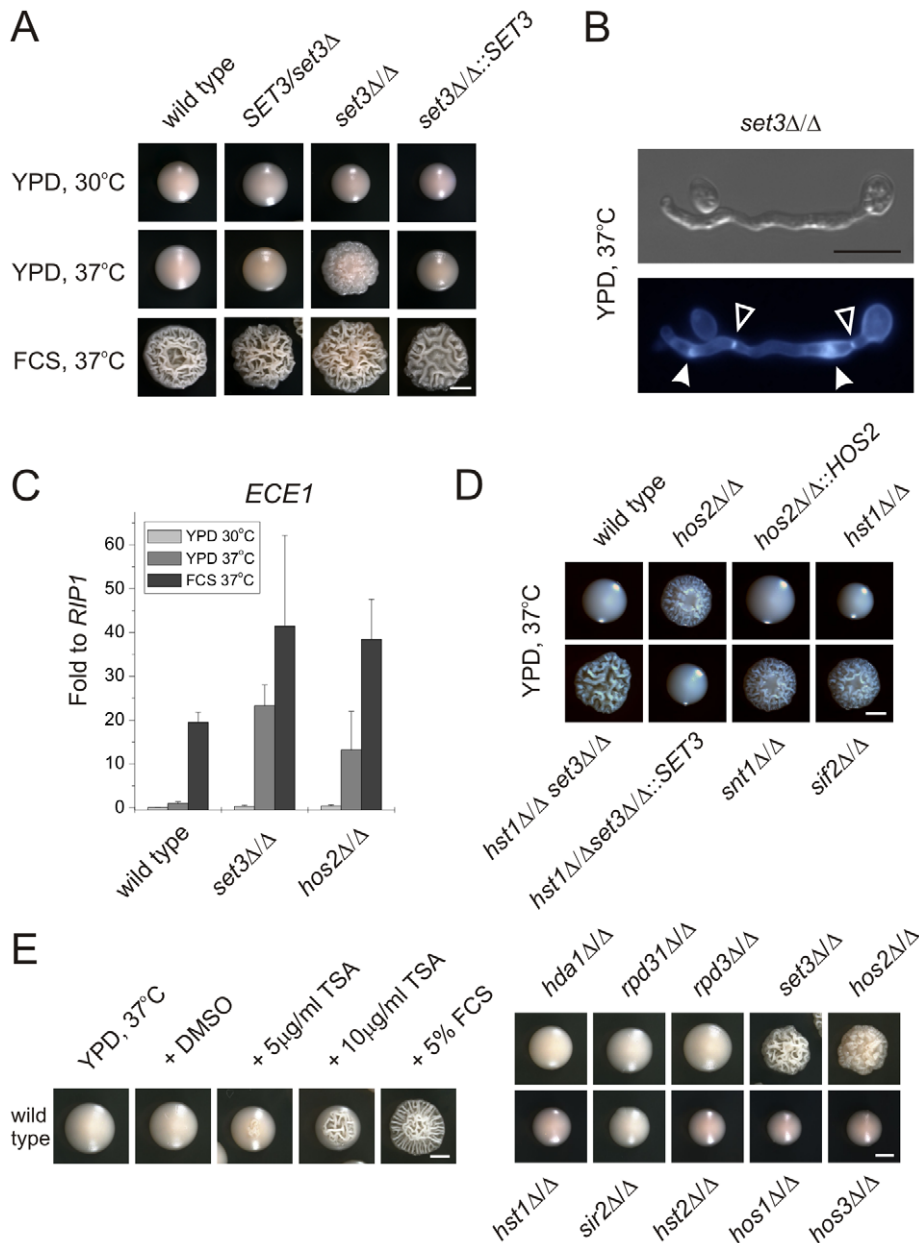 A
wild type
SET3/set3Δ
set3Δ/Δ
set3Δ/Δ::SET3
YPD, 30°C
YPD, 37°C
FCS, 37°C
B
set3Δ/Δ
YPD, 37°C
C
ECE1
YPD 30°C
YPD 37°C
FCS 37°C
Fold to RIP1
60
50
40
30
20
10
0
wild type
set3Δ/Δ
hos2Δ/Δ
D
wild type
hos2Δ/Δ
hos2Δ/Δ::HOS2
hst1Δ/Δ
YPD, 37°C
hst1Δ/Δ set3Δ/Δ
hst1Δ/Δset3Δ/Δ::SET3
snt1Δ/Δ
sif2Δ/Δ
E
YPD, 37°C
+ DMSO
+ 5µg/ml TSA
+ 10µg/ml TSA
+ 5% FCS
wild
type
hda1Δ/Δ
rpd31Δ/Δ
rpd3Δ/Δ
set3Δ/Δ
hos2Δ/Δ
hst1Δ/Δ
sir2Δ/Δ
hst2Δ/Δ
hos1Δ/Δ
hos3Δ/Δ